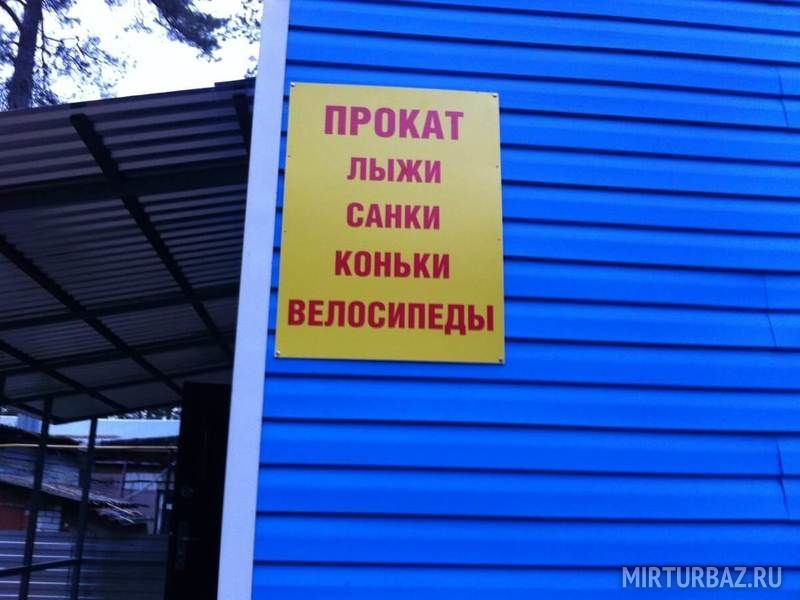 ПРОКАТ
ЛЫЖИ
САНКИ
КОНЬКИ
ВЕЛОСИПЕДЫ
MIRTURBAZ.RU